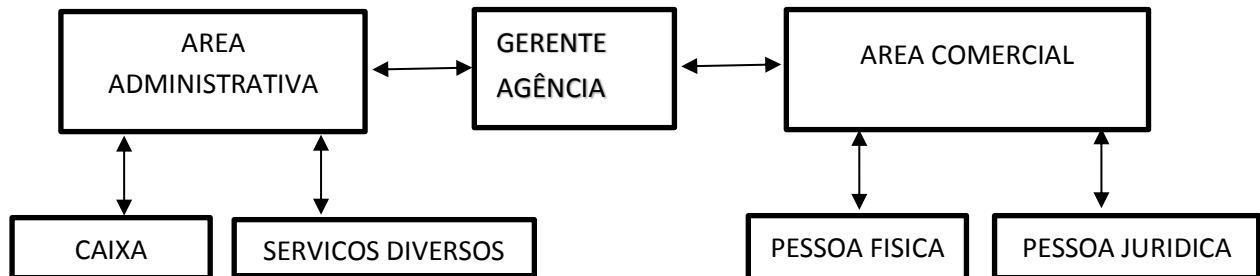 AREA
ADMINISTRATIVA
GERENTE
AGÊNCIA
AREA COMERCIAL
CAIXA
SERVICOS DIVERSOS
PESSOA FISICA
PESSOA JURIDICA